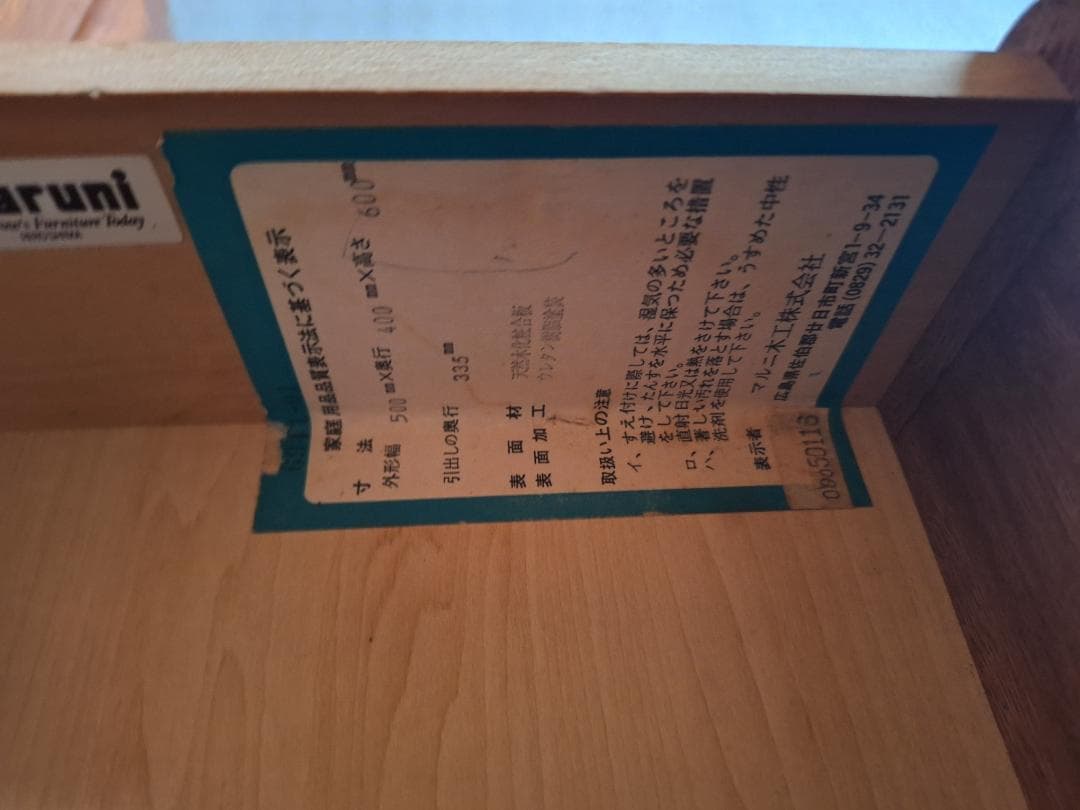 aruni
Furniture Today
HIROSHIMA
家庭用品品質表示法に基づく表示
寸法
外形幅 500㎜×奥行 400㎜×高さ 600㎜
引出しの奥行 335㎜
表面材 天然木化粧合板
表面加工 ウレタン樹脂塗装
取扱い上の注意
イ、すえ付けに際しては、湿気の多いところを
避け、たんすを水平に保つため必要な措置
をして下さい。
ロ、直射日光又は熱をさけて下さい。
ハ、著しい汚れを落とす場合は、うすめた中性
洗剤を使用して下さい。
表示者 マルニ木工株式会社
広島県佐伯郡廿日市町新宮1-9-34
電話(0829)32-2131